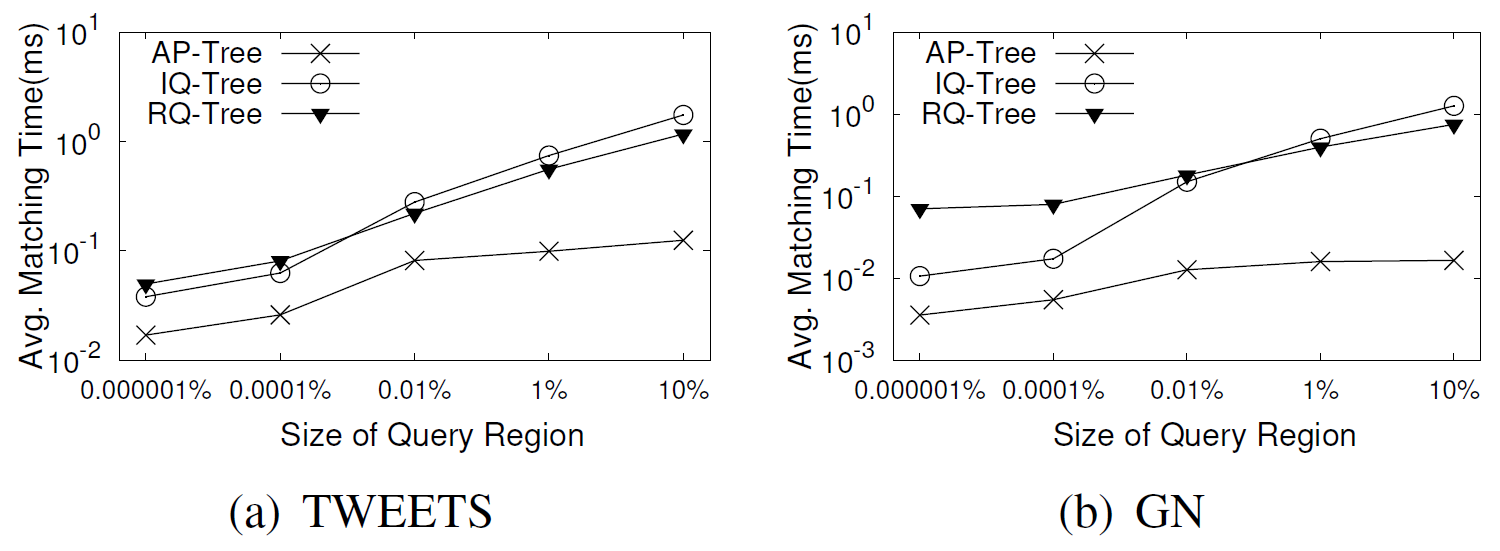 Avg. Matching Time(ms)
10^1
10^0
10^-1
10^-2
AP-Tree
IQ-Tree
RQ-Tree
0.000001% 0.0001% 0.01% 1% 10%
Size of Query Region
(a) TWEETS
Avg. Matching Time(ms)
10^1
10^0
10^-1
10^-2
10^-3
AP-Tree
IQ-Tree
RQ-Tree
0.000001% 0.0001% 0.01% 1% 10%
Size of Query Region
(b) GN